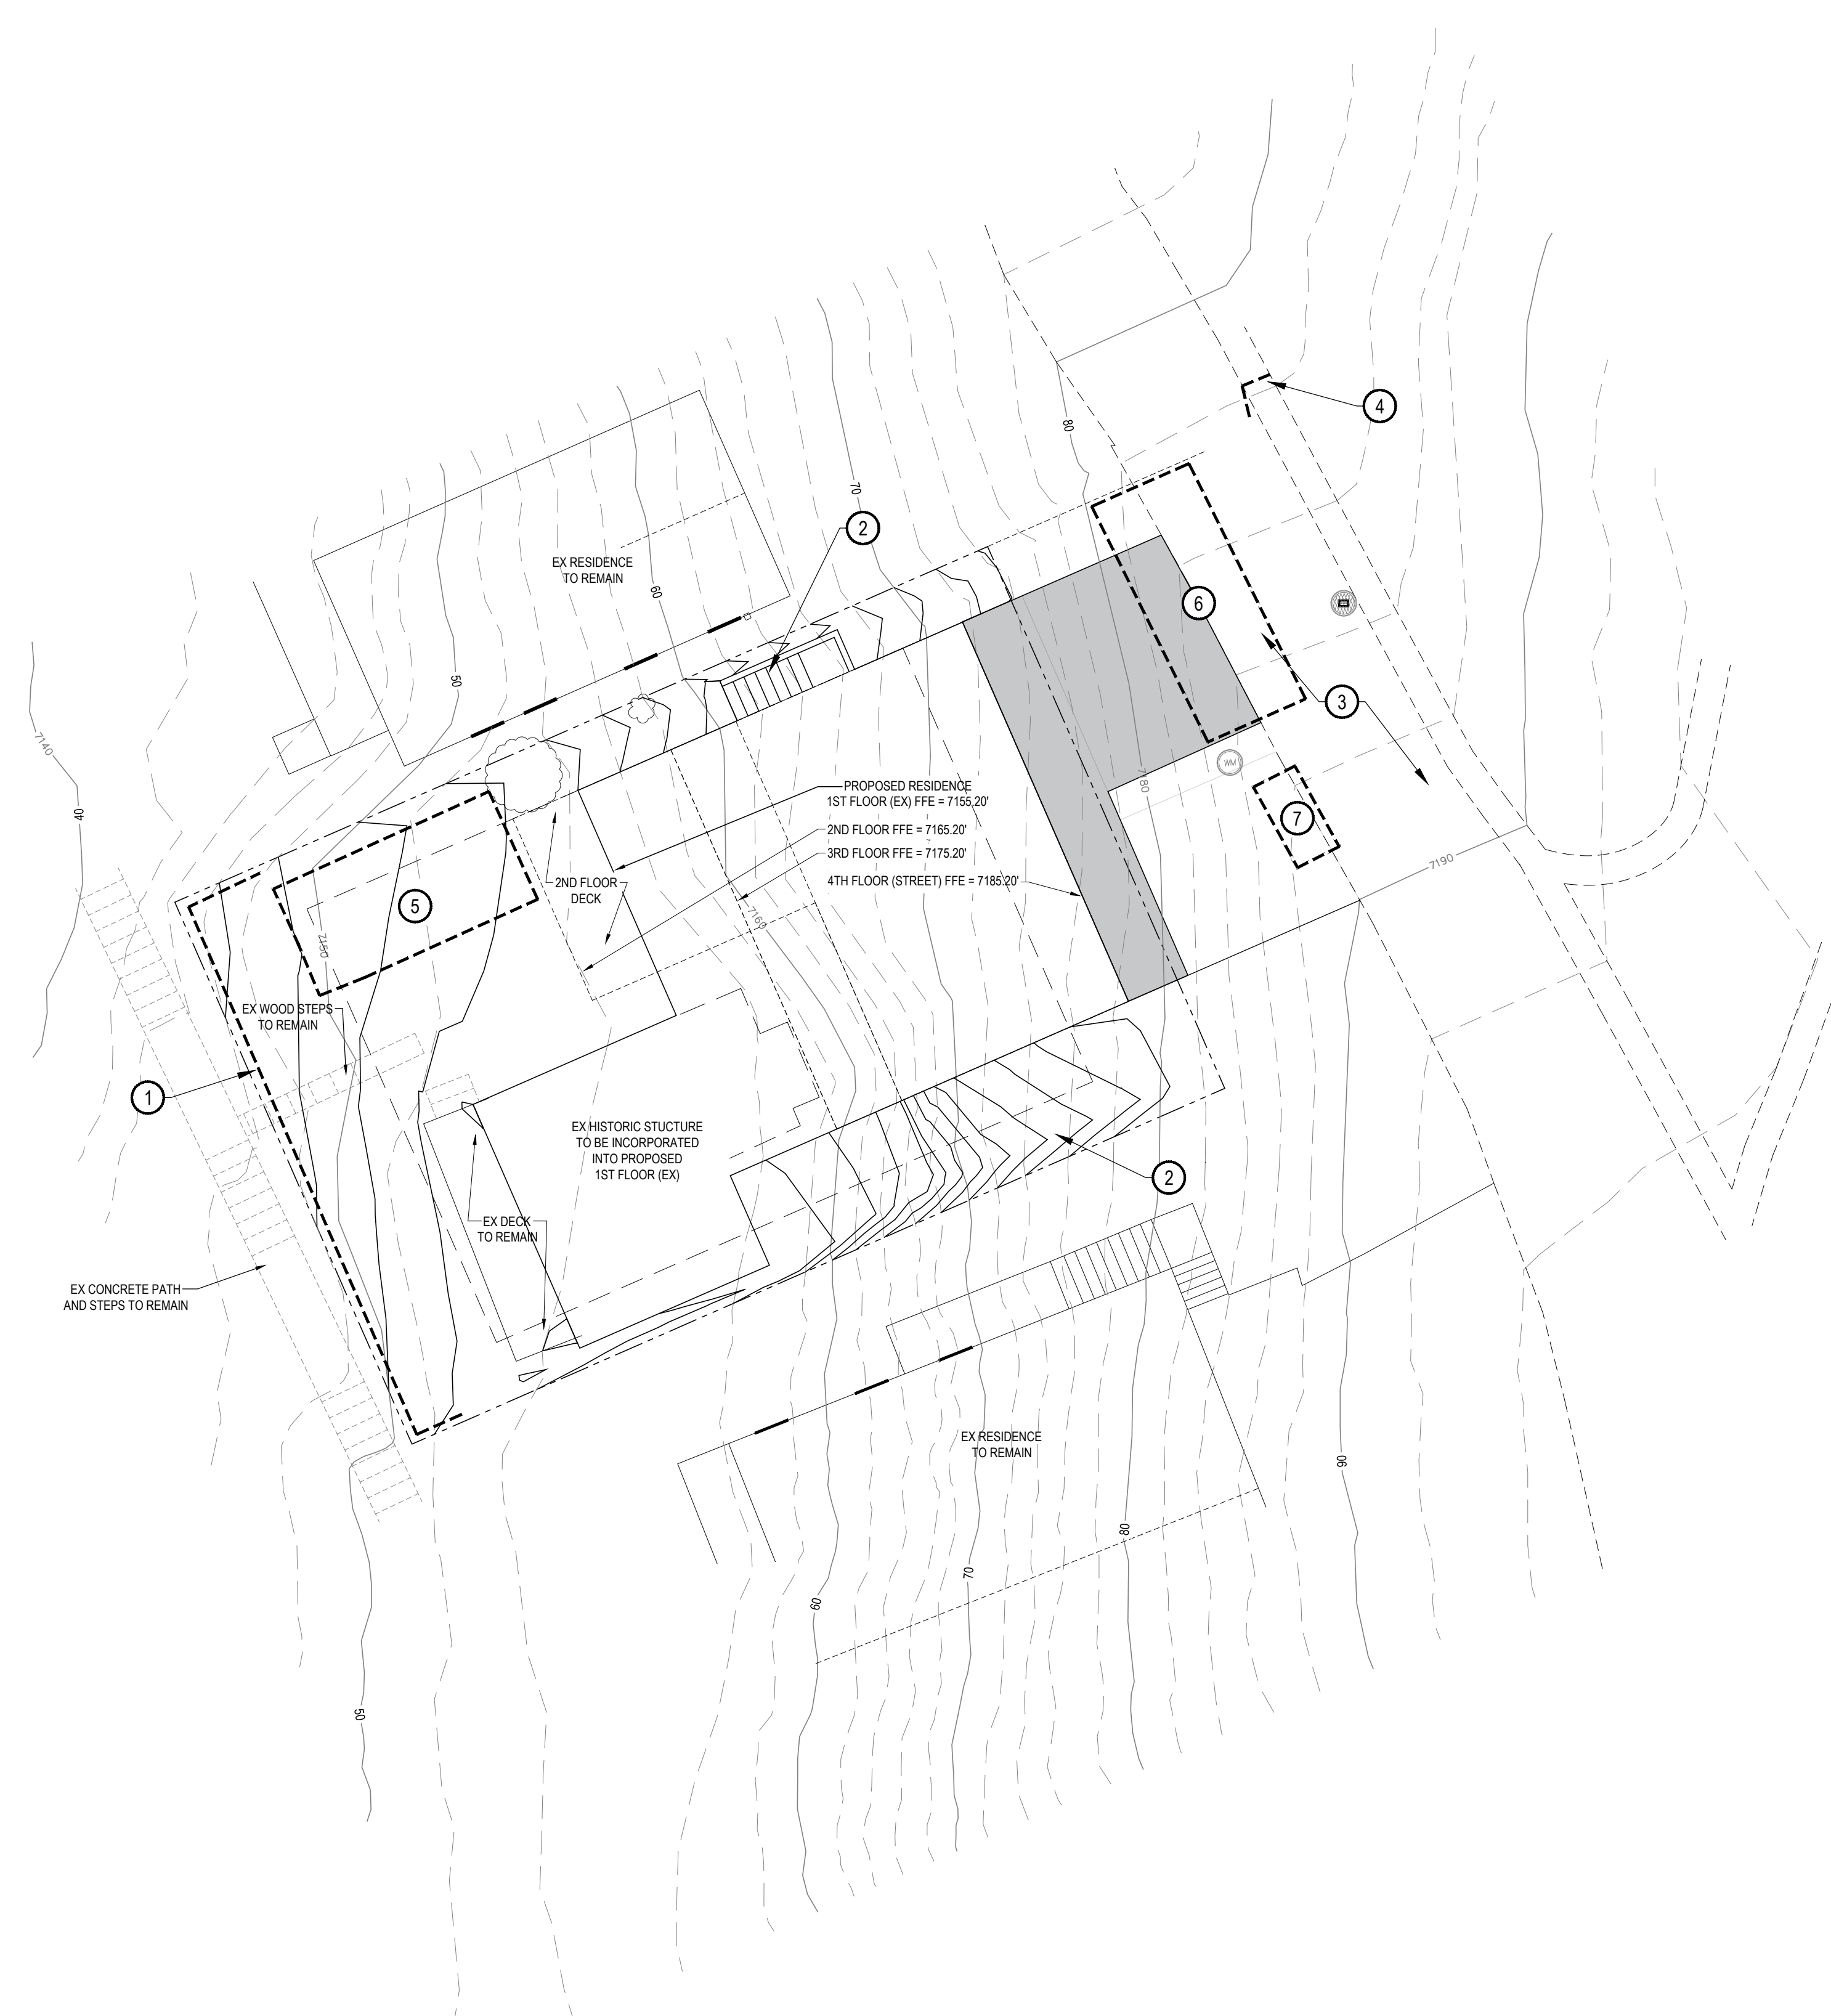 4
80
70
2
EX RESIDENCE
TO REMAIN
60
6
50
3
7140
WM
7180
PROPOSED RESIDENCE
1ST FLOOR (EX) FFE = 7155.20'
40
7
2ND FLOOR FFE = 7165.20'
3RD FLOOR FFE = 7175.20'
7190
4TH FLOOR (STREET) FFE = 7185.20'
2ND FLOOR
DECK
5
7160
7150
EX WOOD STEPS
TO REMAIN
1
EX HISTORIC STUCTURE
TO BE INCORPORATED
INTO PROPOSED
1ST FLOOR (EX)
2
EX DECK
TO REMAIN
EX CONCRETE PATH
AND STEPS TO REMAIN
EX RESIDENCE
TO REMAIN
90
80
70
60
50